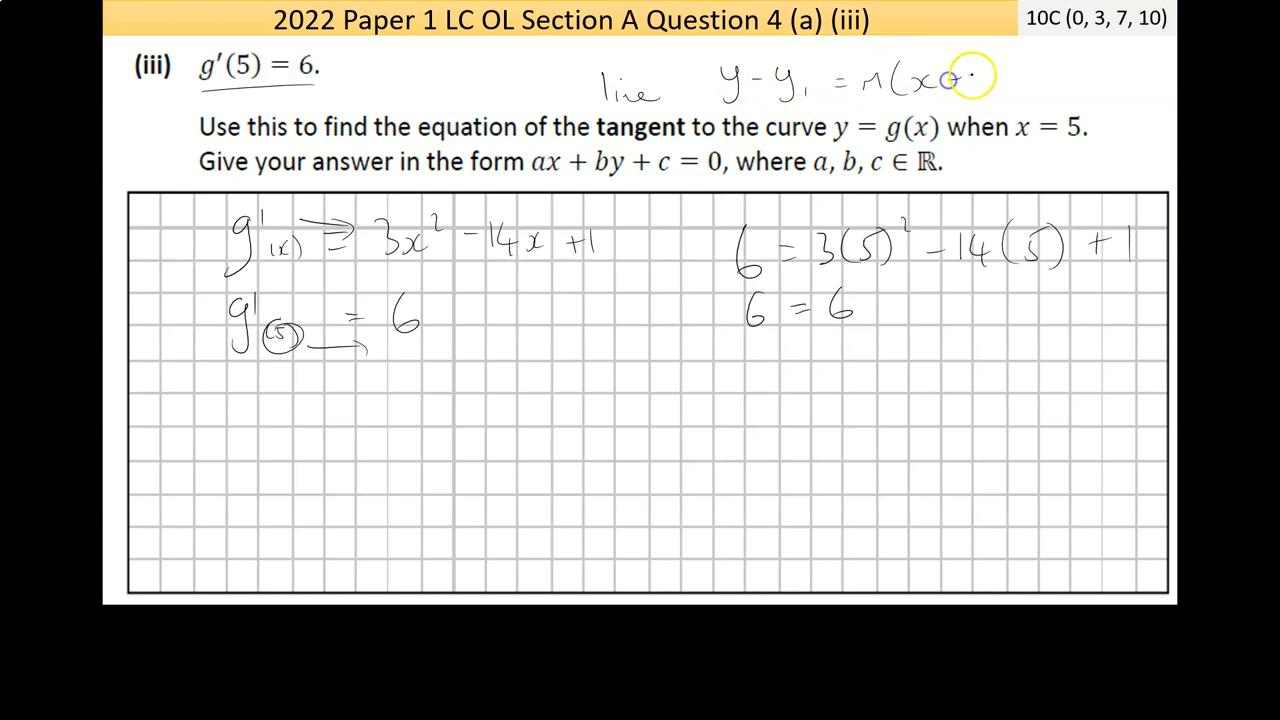 2022 Paper 1 LC OL Section A Question 4 (a) (iii)
10C (0, 3, 7, 10)
(iii) g′(5) = 6.
line y - y₁ = m(x
Use this to find the equation of the tangent to the curve y = g(x) when x = 5.
Give your answer in the form ax + by + c = 0, where a, b, c ∈ ℝ.
g'(x) = 3x² - 14x + 1
6 = 3(5)² - 14(5) + 1
g'(5) = 6
6 = 6